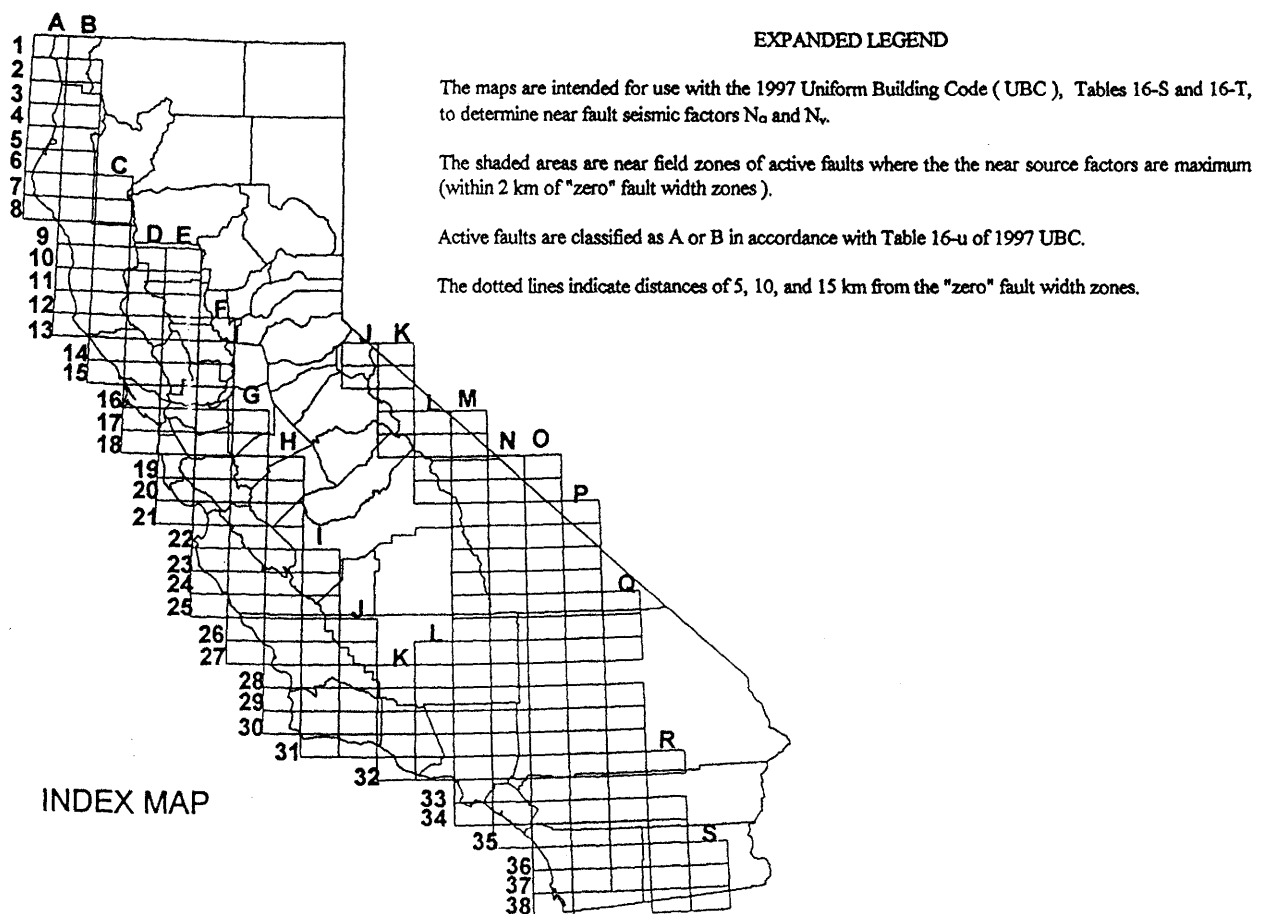 A B
1
2
3
4
5
6
7
8
C
D E
9
10
11
12
13
F
14
15
J K
16
17
18
G
L M
H
N O
19
20
21
P
22
23
24
25
I
Q
J
26
27
L
K
28
29
30
31
R
32
33
34
35
S
36
37
38
INDEX MAP
EXPANDED LEGEND
The maps are intended for use with the 1997 Uniform Building Code ( UBC ), Tables 16-S and 16-T,
to determine near fault seismic factors Na and Nv.
The shaded areas are near field zones of active faults where the the near source factors are maximum
(within 2 km of "zero" fault width zones ).
Active faults are classified as A or B in accordance with Table 16-u of 1997 UBC.
The dotted lines indicate distances of 5, 10, and 15 km from the "zero" fault width zones.